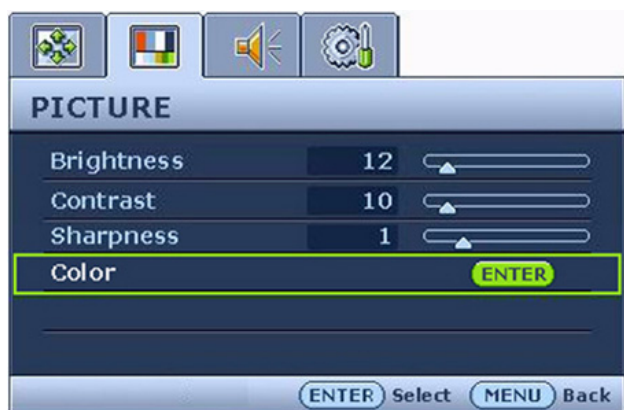 PICTURE
Brightness 12
Contrast 10
Sharpness 1
Color ENTER
ENTER Select MENU Back